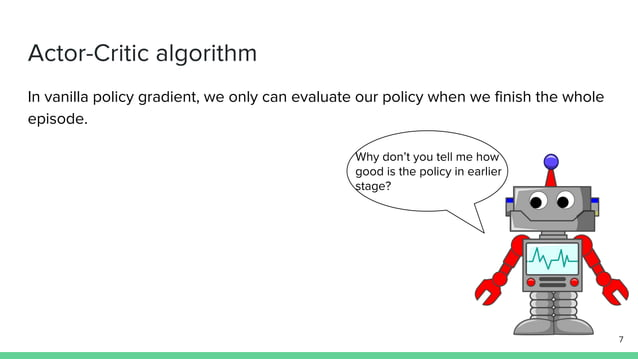 Actor-Critic algorithm
In vanilla policy gradient, we only can evaluate our policy when we finish the whole
episode.
Why don't you tell me how
good is the policy in earlier
stage?
7